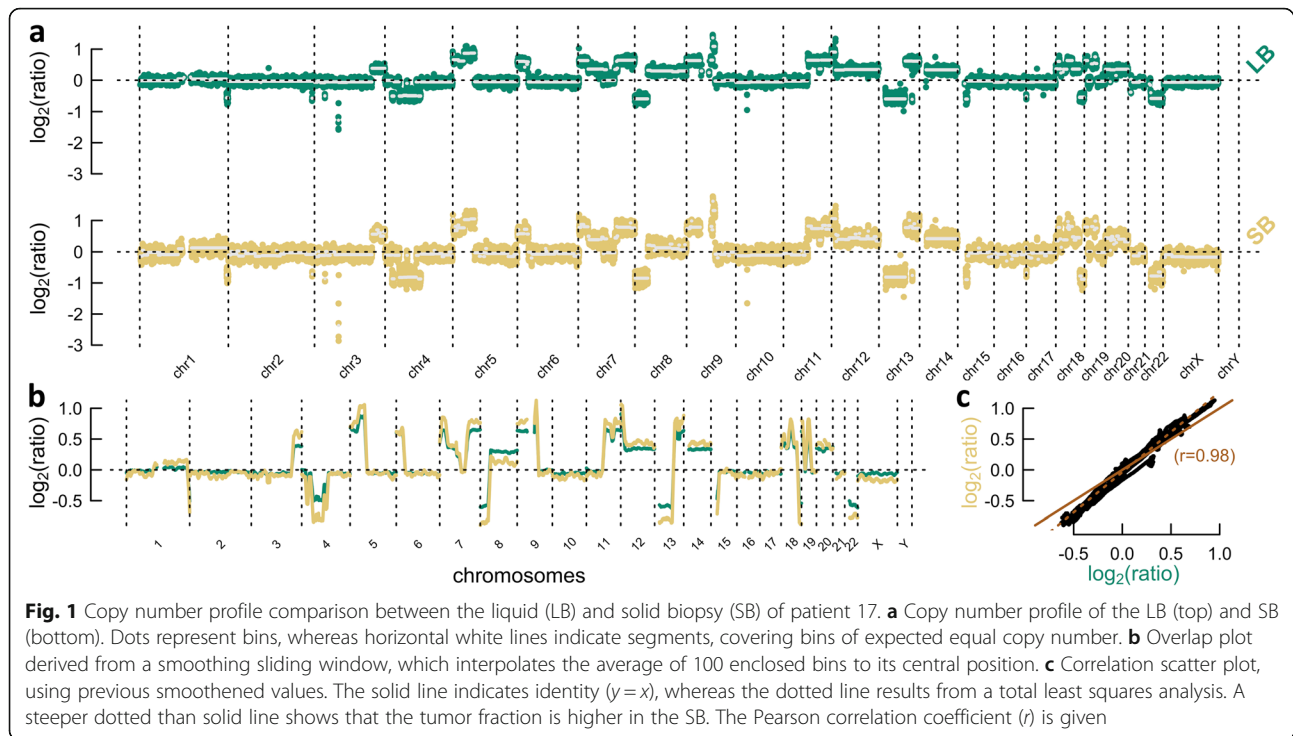 a
1
0
-1
-2
-3
log2(ratio)
LB
1
0
-1
-2
-3
log2(ratio)
SB
chr1 chr2 chr3 chr4 chr5 chr6 chr7 chr8 chr9 chr10 chr11 chr12 chr13 chr14 chr15 chr16 chr17 chr18 chr19 chr20 chr21 chr22 chrX chrY
b
1.0
0.5
0.0
-0.5
log2(ratio)
1 2 3 4 5 6 7 8 9 10 11 12 13 14 15 16 17 18 19 20 21 22 X Y
chromosomes
c
1.0
0.5
0.0
-0.5
log2(ratio)
(r=0.98)
-0.5 0.0 0.5 1.0
log2(ratio)
Fig. 1 Copy number profile comparison between the liquid (LB) and solid biopsy (SB) of patient 17. a Copy number profile of the LB (top) and SB
(bottom). Dots represent bins, whereas horizontal white lines indicate segments, covering bins of expected equal copy number. b Overlap plot
derived from a smoothing sliding window, which interpolates the average of 100 enclosed bins to its central position. c Correlation scatter plot,
using previous smoothened values. The solid line indicates identity (y = x), whereas the dotted line results from a total least squares analysis. A
steeper dotted than solid line shows that the tumor fraction is higher in the SB. The Pearson correlation coefficient (r) is given